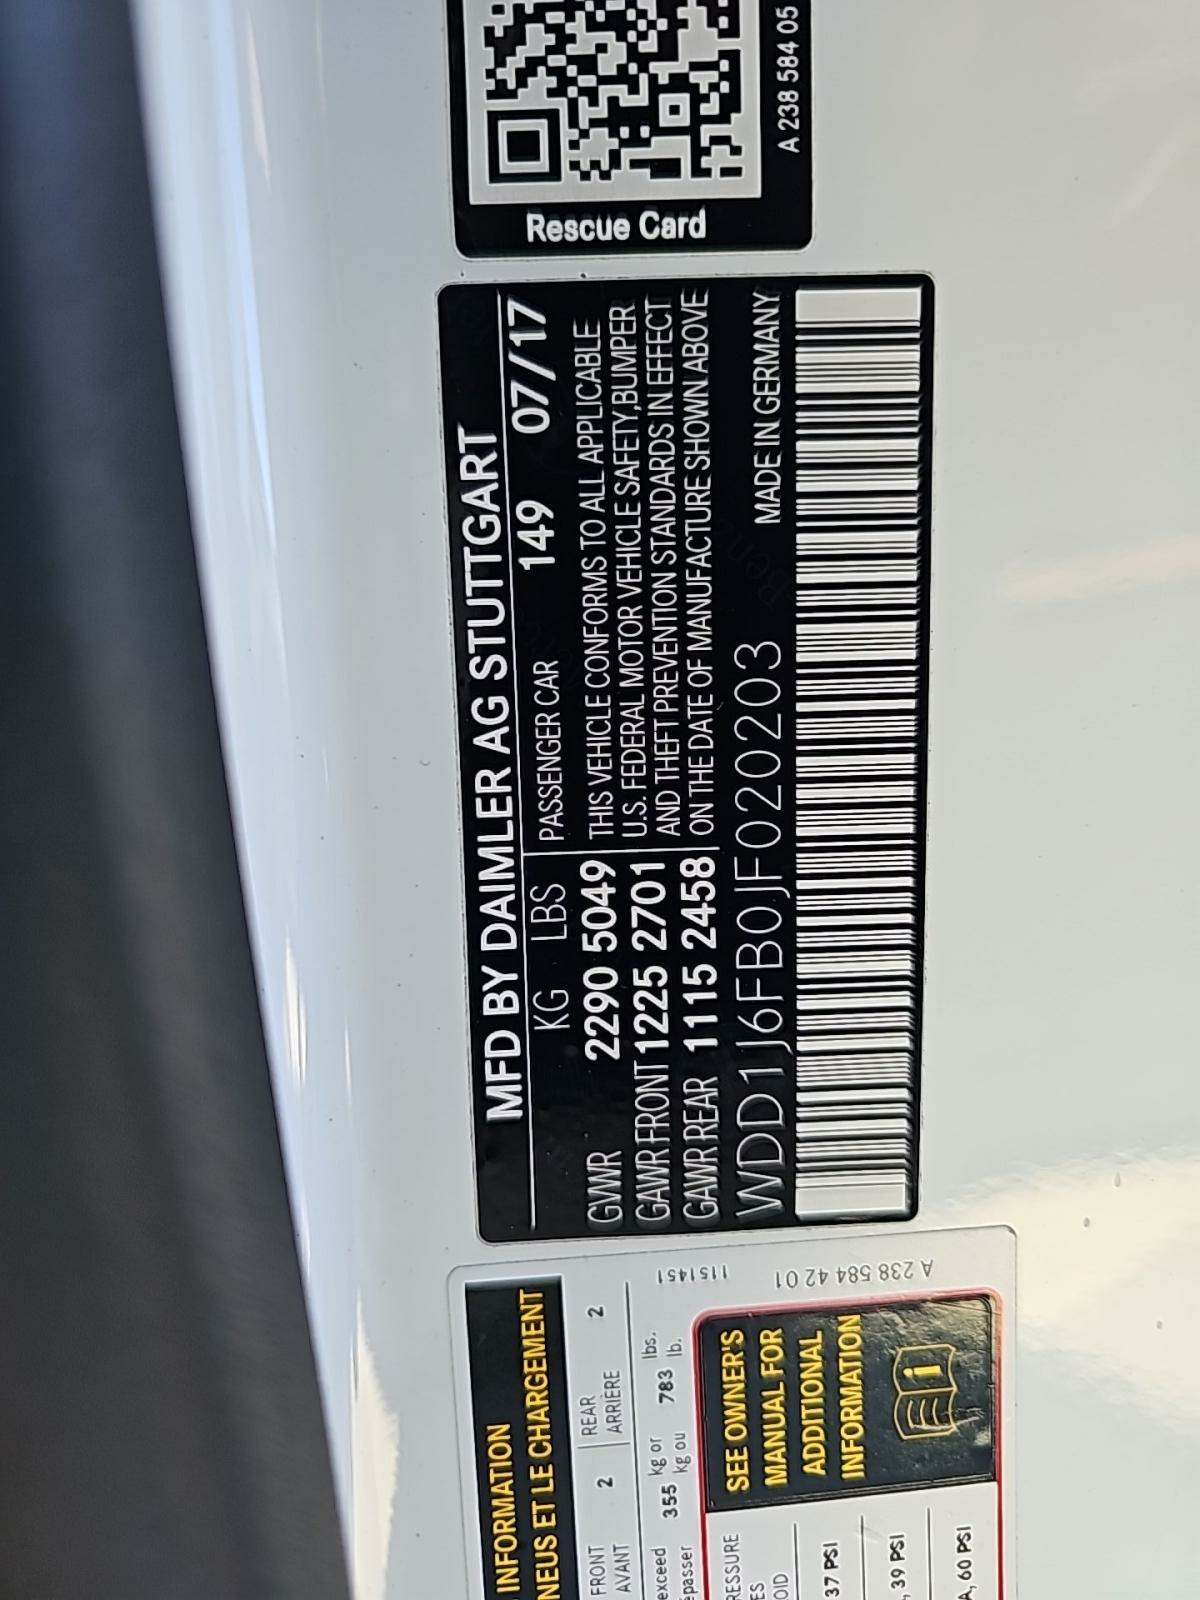 Rescue Card
A 238 584 05
MFD BY DAIMLER AG STUTTGART
KG LBS PASSENGER CAR 149 07/17
GVWR 2290 5049 THIS VEHICLE CONFORMS TO ALL APPLICABLE
U.S. FEDERAL MOTOR VEHICLE SAFETY,BUMPER
GAWR FRONT 1225 2701 AND THEFT PREVENTION STANDARDS IN EFFECT
GAWR REAR 1115 2458 ON THE DATE OF MANUFACTURE SHOWN ABOVE
WDD1J6FB0JF020203 MADE IN GERMANY
INFORMATION
NEUS ET LE CHARGEMENT
FRONT 2 REAR 2
AVANT ARRIÈRE
exceed 355 kg or 783 lbs.
épasser kg ou lb.
1151451
A 238 584 42 01
RESSURE
ES
OID
37 PSI
, 39 PSI
A, 60 PSI
SEE OWNER'S
MANUAL FOR
ADDITIONAL
INFORMATION